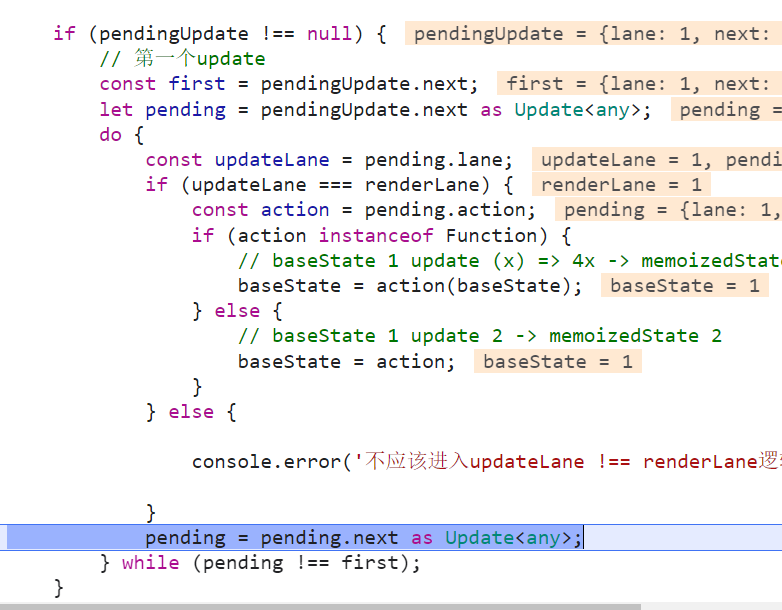 if (pendingUpdate !== null) { pendingUpdate = {lane: 1, next:
// 第一个update
const first = pendingUpdate.next; first = {lane: 1, next:
let pending = pendingUpdate.next as Update<any>; pending =
do {
const updateLane = pending.lane; updateLane = 1, pendi
if (updateLane === renderLane) { renderLane = 1
const action = pending.action; pending = {lane: 1,
if (action instanceof Function) {
// baseState 1 update (x) => 4x -> memoizedStat
baseState = action(baseState); baseState = 1
} else {
// baseState 1 update 2 -> memoizedState 2
baseState = action; baseState = 1
}
} else {
console.error('不应该进入updateLane !== renderLane逻
}
pending = pending.next as Update<any>;
} while (pending !== first);
}